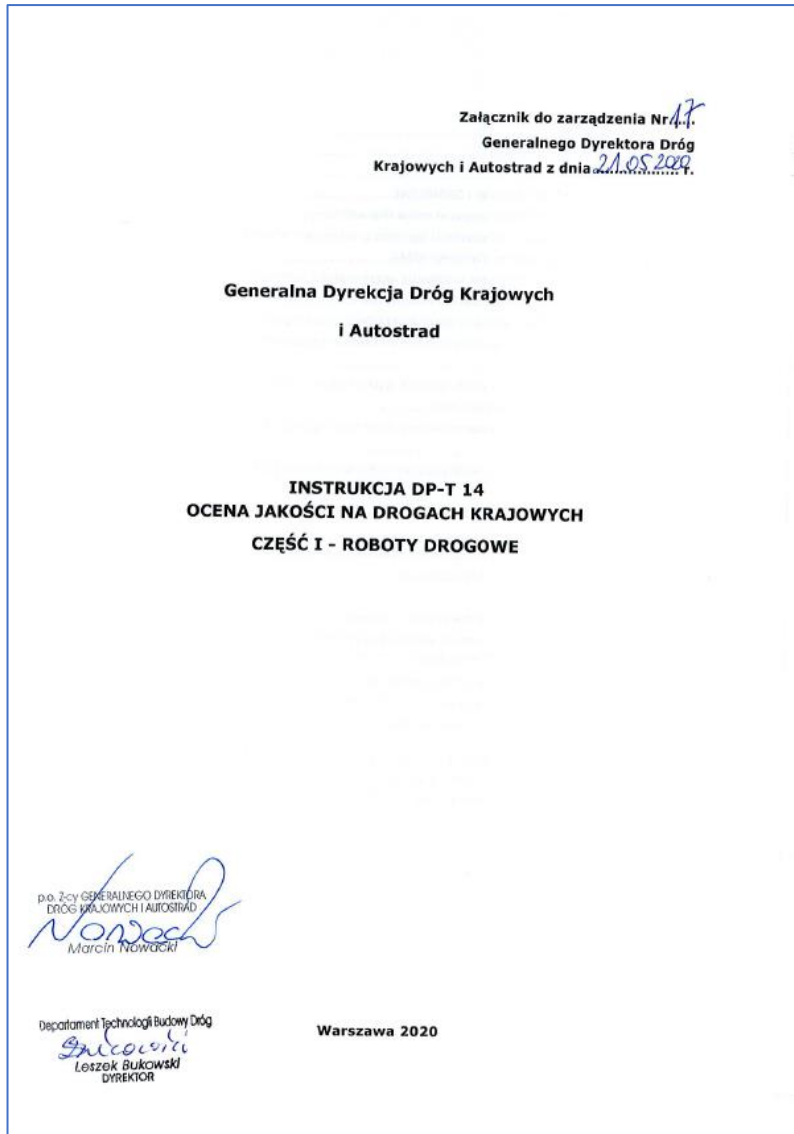 Załącznik do zarządzenia Nr 17
Generalnego Dyrektora Dróg
Krajowych i Autostrad z dnia 21.05.2020 r.
Generalna Dyrekcja Dróg Krajowych
i Autostrad
INSTRUKCJA DP-T 14
OCENA JAKOŚCI NA DROGACH KRAJOWYCH
CZĘŚĆ I - ROBOTY DROGOWE
p.o. Z-cy GENERALNEGO DYREKTORA
DRÓG KRAJOWYCH I AUTOSTRAD
Marcin Nowacki
Departament Technologii Budowy Dróg
Leszek Bukowski
DYREKTOR
Warszawa 2020